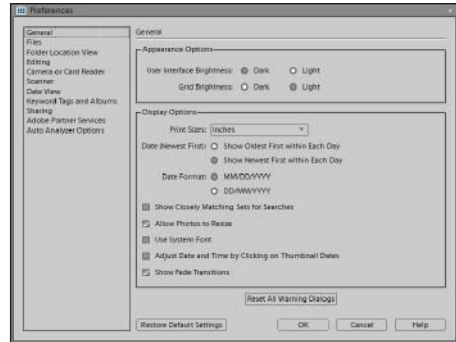 Preferences
General
Files
Folder Location View
Editing
Camera or Card Reader
Scanner
Date View
Keyword Tags and Albums
Sharing
Adobe Partner Services
Auto Analyzer Options
General
Appearance Options
User Interface Brightness: Dark Light
Grid Brightness: Dark Light
Display Options
Print Sizes: Inches
Date (Newest First): Show Oldest First within Each Day
Show Newest First within Each Day
Date Format: MM/DD/YYYY
DD/MM/YYYY
Show Closely Matching Sets for Searches
Allow Photos to Resize
Use System Font
Adjust Date and Time by Clicking on Thumbnail Dates
Show Fade Transitions
Reset All Warning Dialogs
Restore Default Settings OK Cancel Help